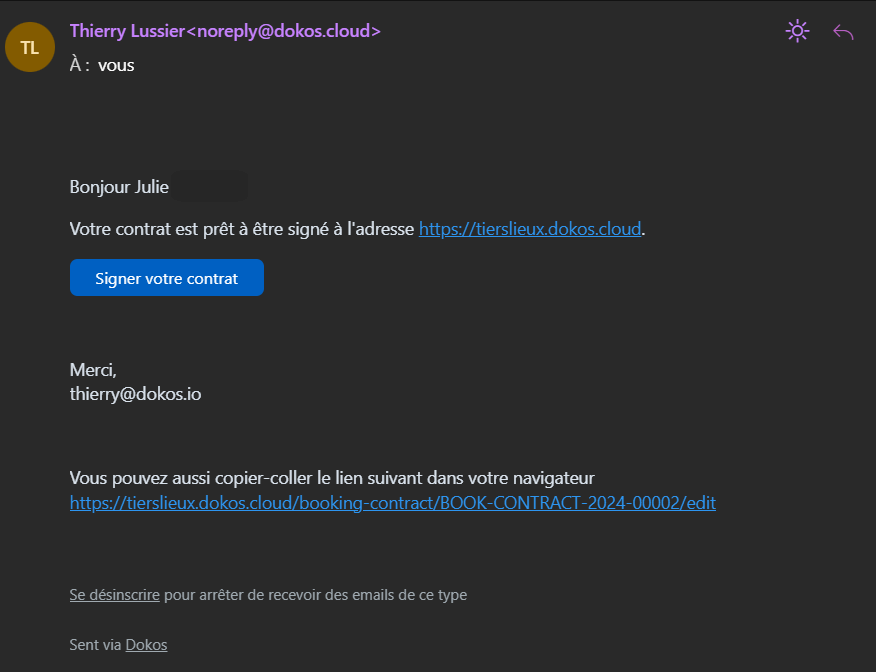 TL
Thierry Lussier<noreply@dokos.cloud>
À : vous
Bonjour Julie
Votre contrat est prêt à être signé à l'adresse https://tierslieux.dokos.cloud.
Signer votre contrat
Merci,
thierry@dokos.io
Vous pouvez aussi copier-coller le lien suivant dans votre navigateur
https://tierslieux.dokos.cloud/booking-contract/BOOK-CONTRACT-2024-00002/edit
Se désinscrire pour arrêter de recevoir des emails de ce type
Sent via Dokos